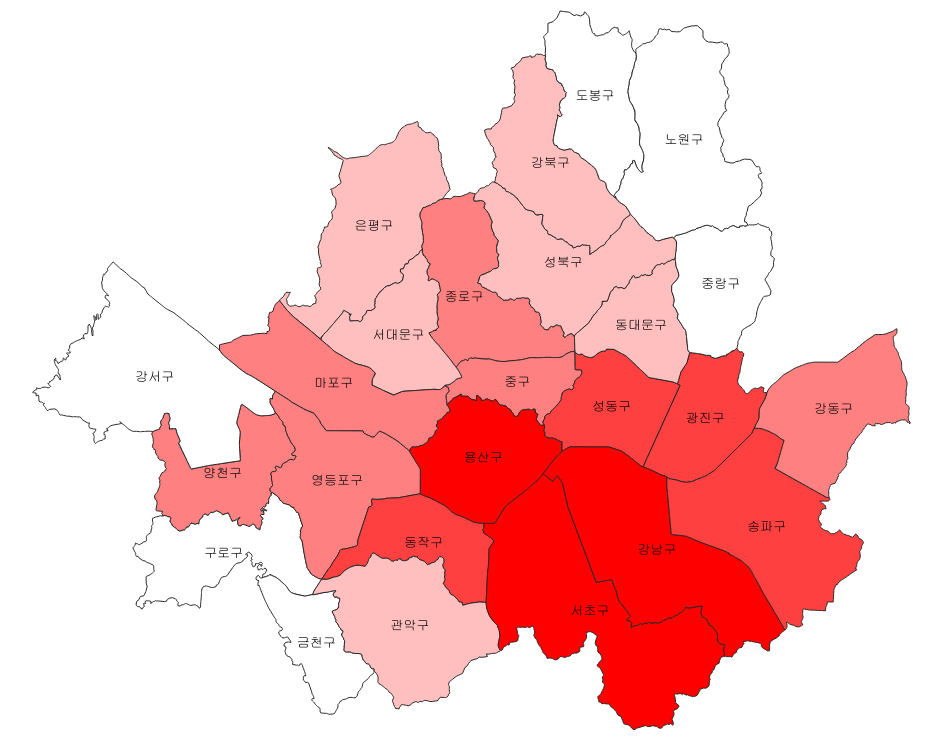 도봉구
노원구
강북구
은평구
성북구
중랑구
종로구
동대문구
서대문구
강서구
마포구
중구
성동구
광진구
강동구
용산구
양천구
영등포구
송파구
동작구
강남구
구로구
서초구
관악구
금천구